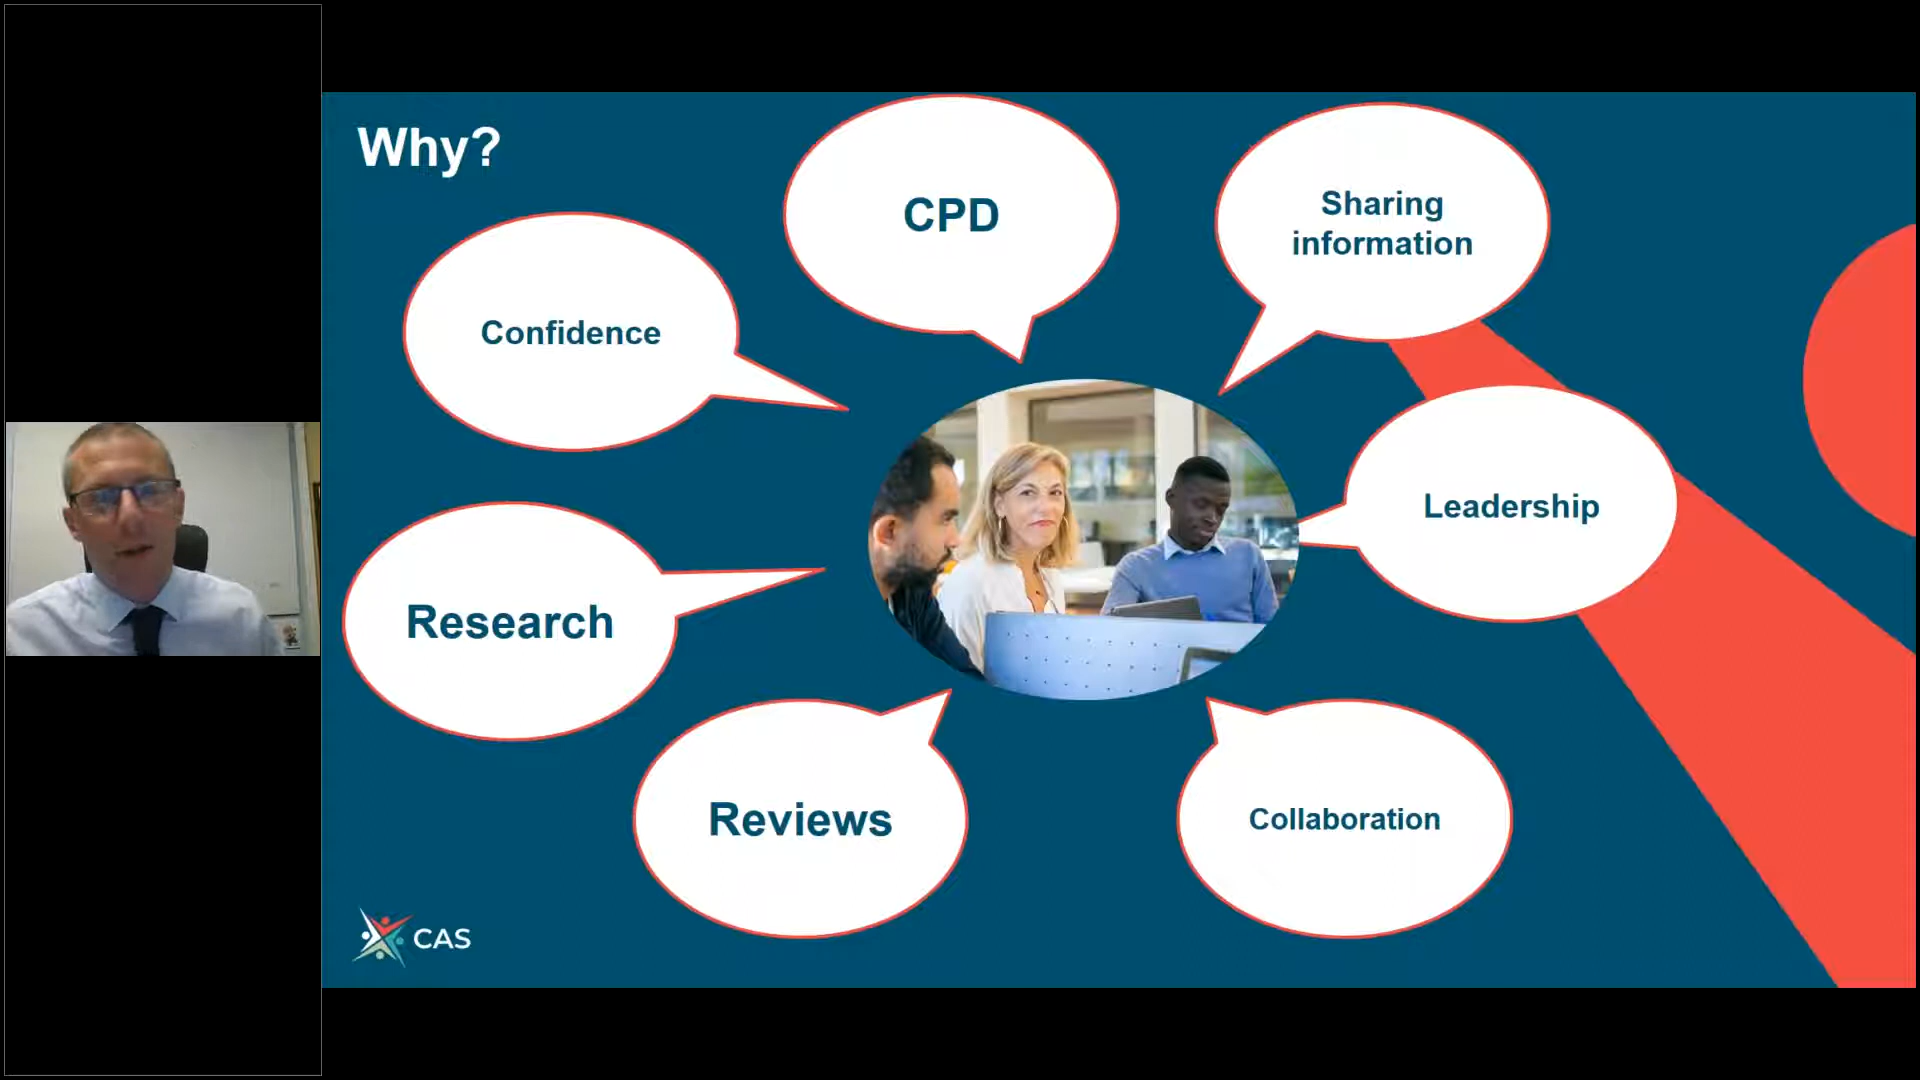 Why?
CPD
Sharing
information
Confidence
Leadership
Research
Reviews
Collaboration
CAS